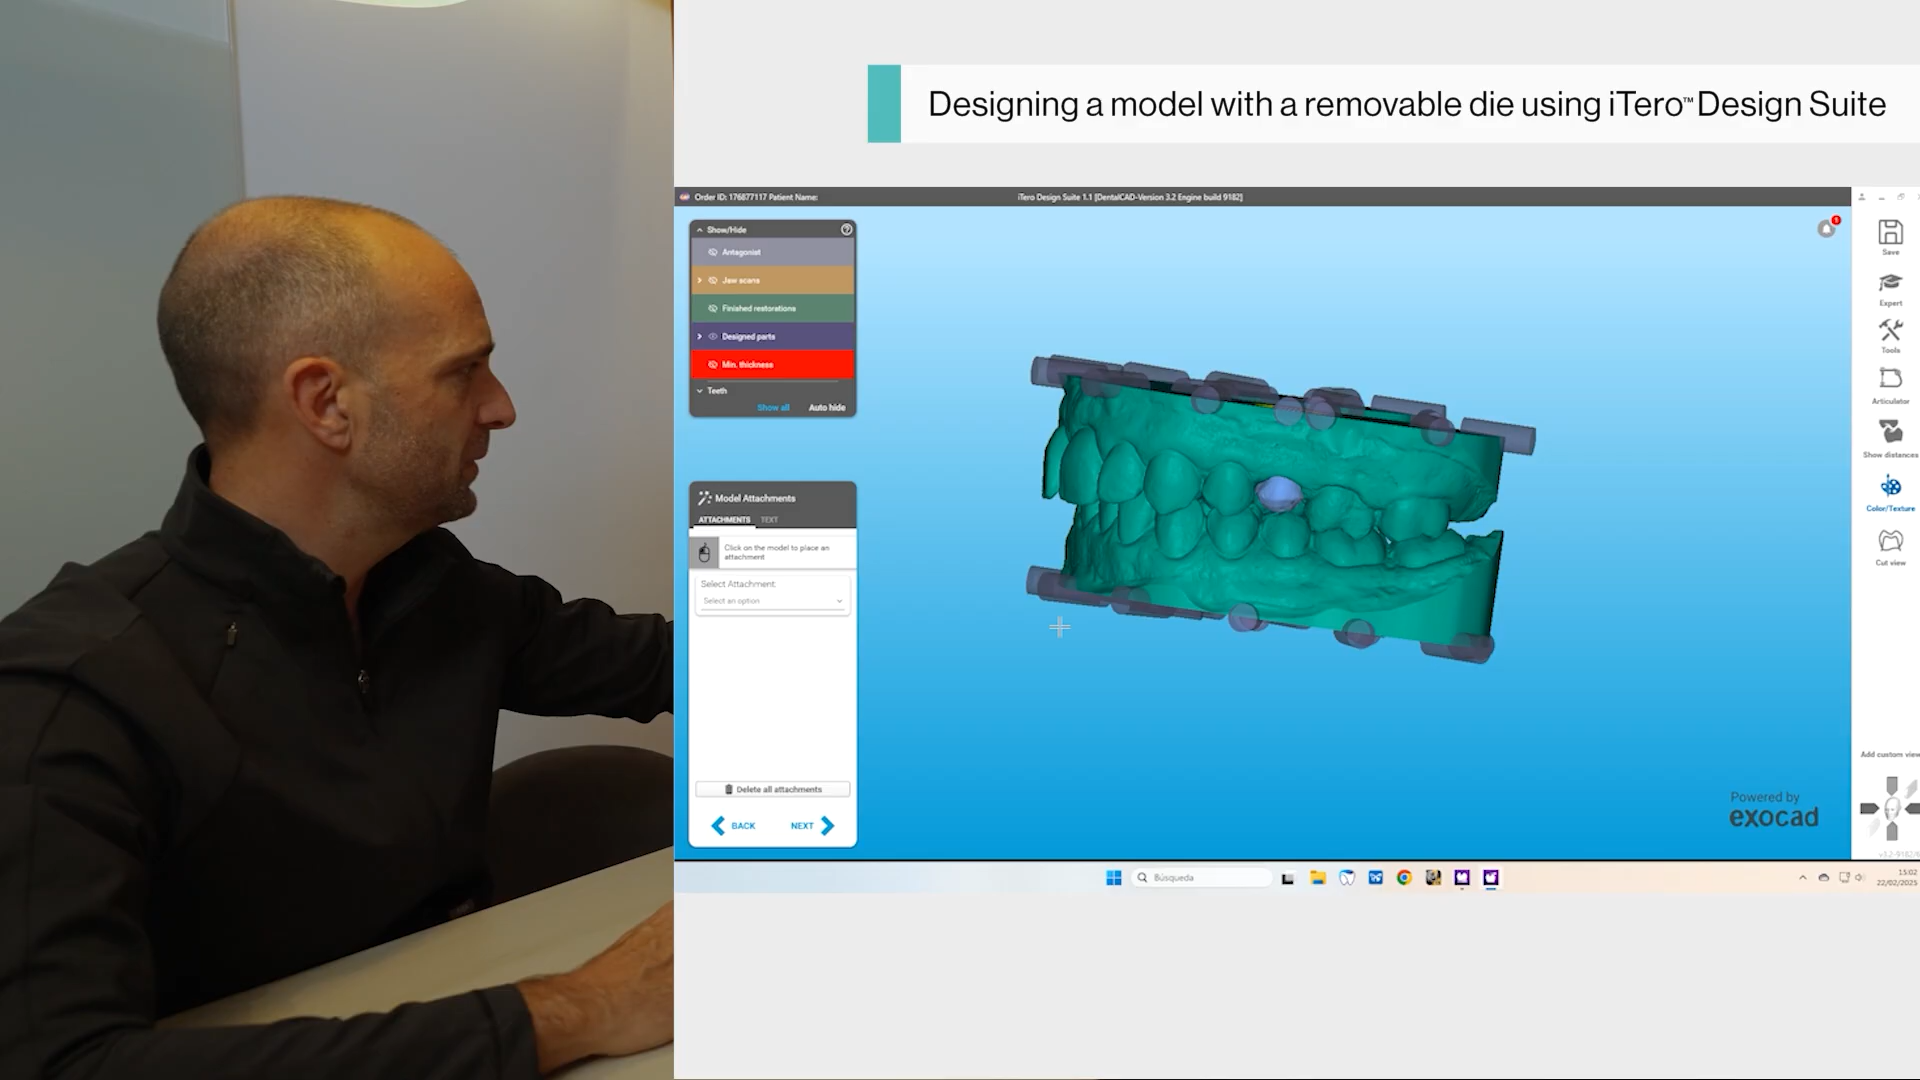 Designing a model with a removable die using iTero™ Design Suite
Order ID: 176877117 Patient Name:
iTero Design Suite 1.1 [DentalCAD-Version 3.2 Engine build 9182]
Show/Hide
Antagonist
Jaw scans
Finished restorations
Designed parts
Min. thickness
Teeth
Show all
Auto hide
Model Attachments
ATTACHMENTS
TEXT
Click on the model to place an
attachment
Select Attachment:
Select an option
Delete all attachments
BACK
NEXT
Save
Expert
Tools
Articulator
Show distances
Color/Texture
Cut view
Add custom view
Powered by
exocad
Búsqueda
15:02
22/02/2025